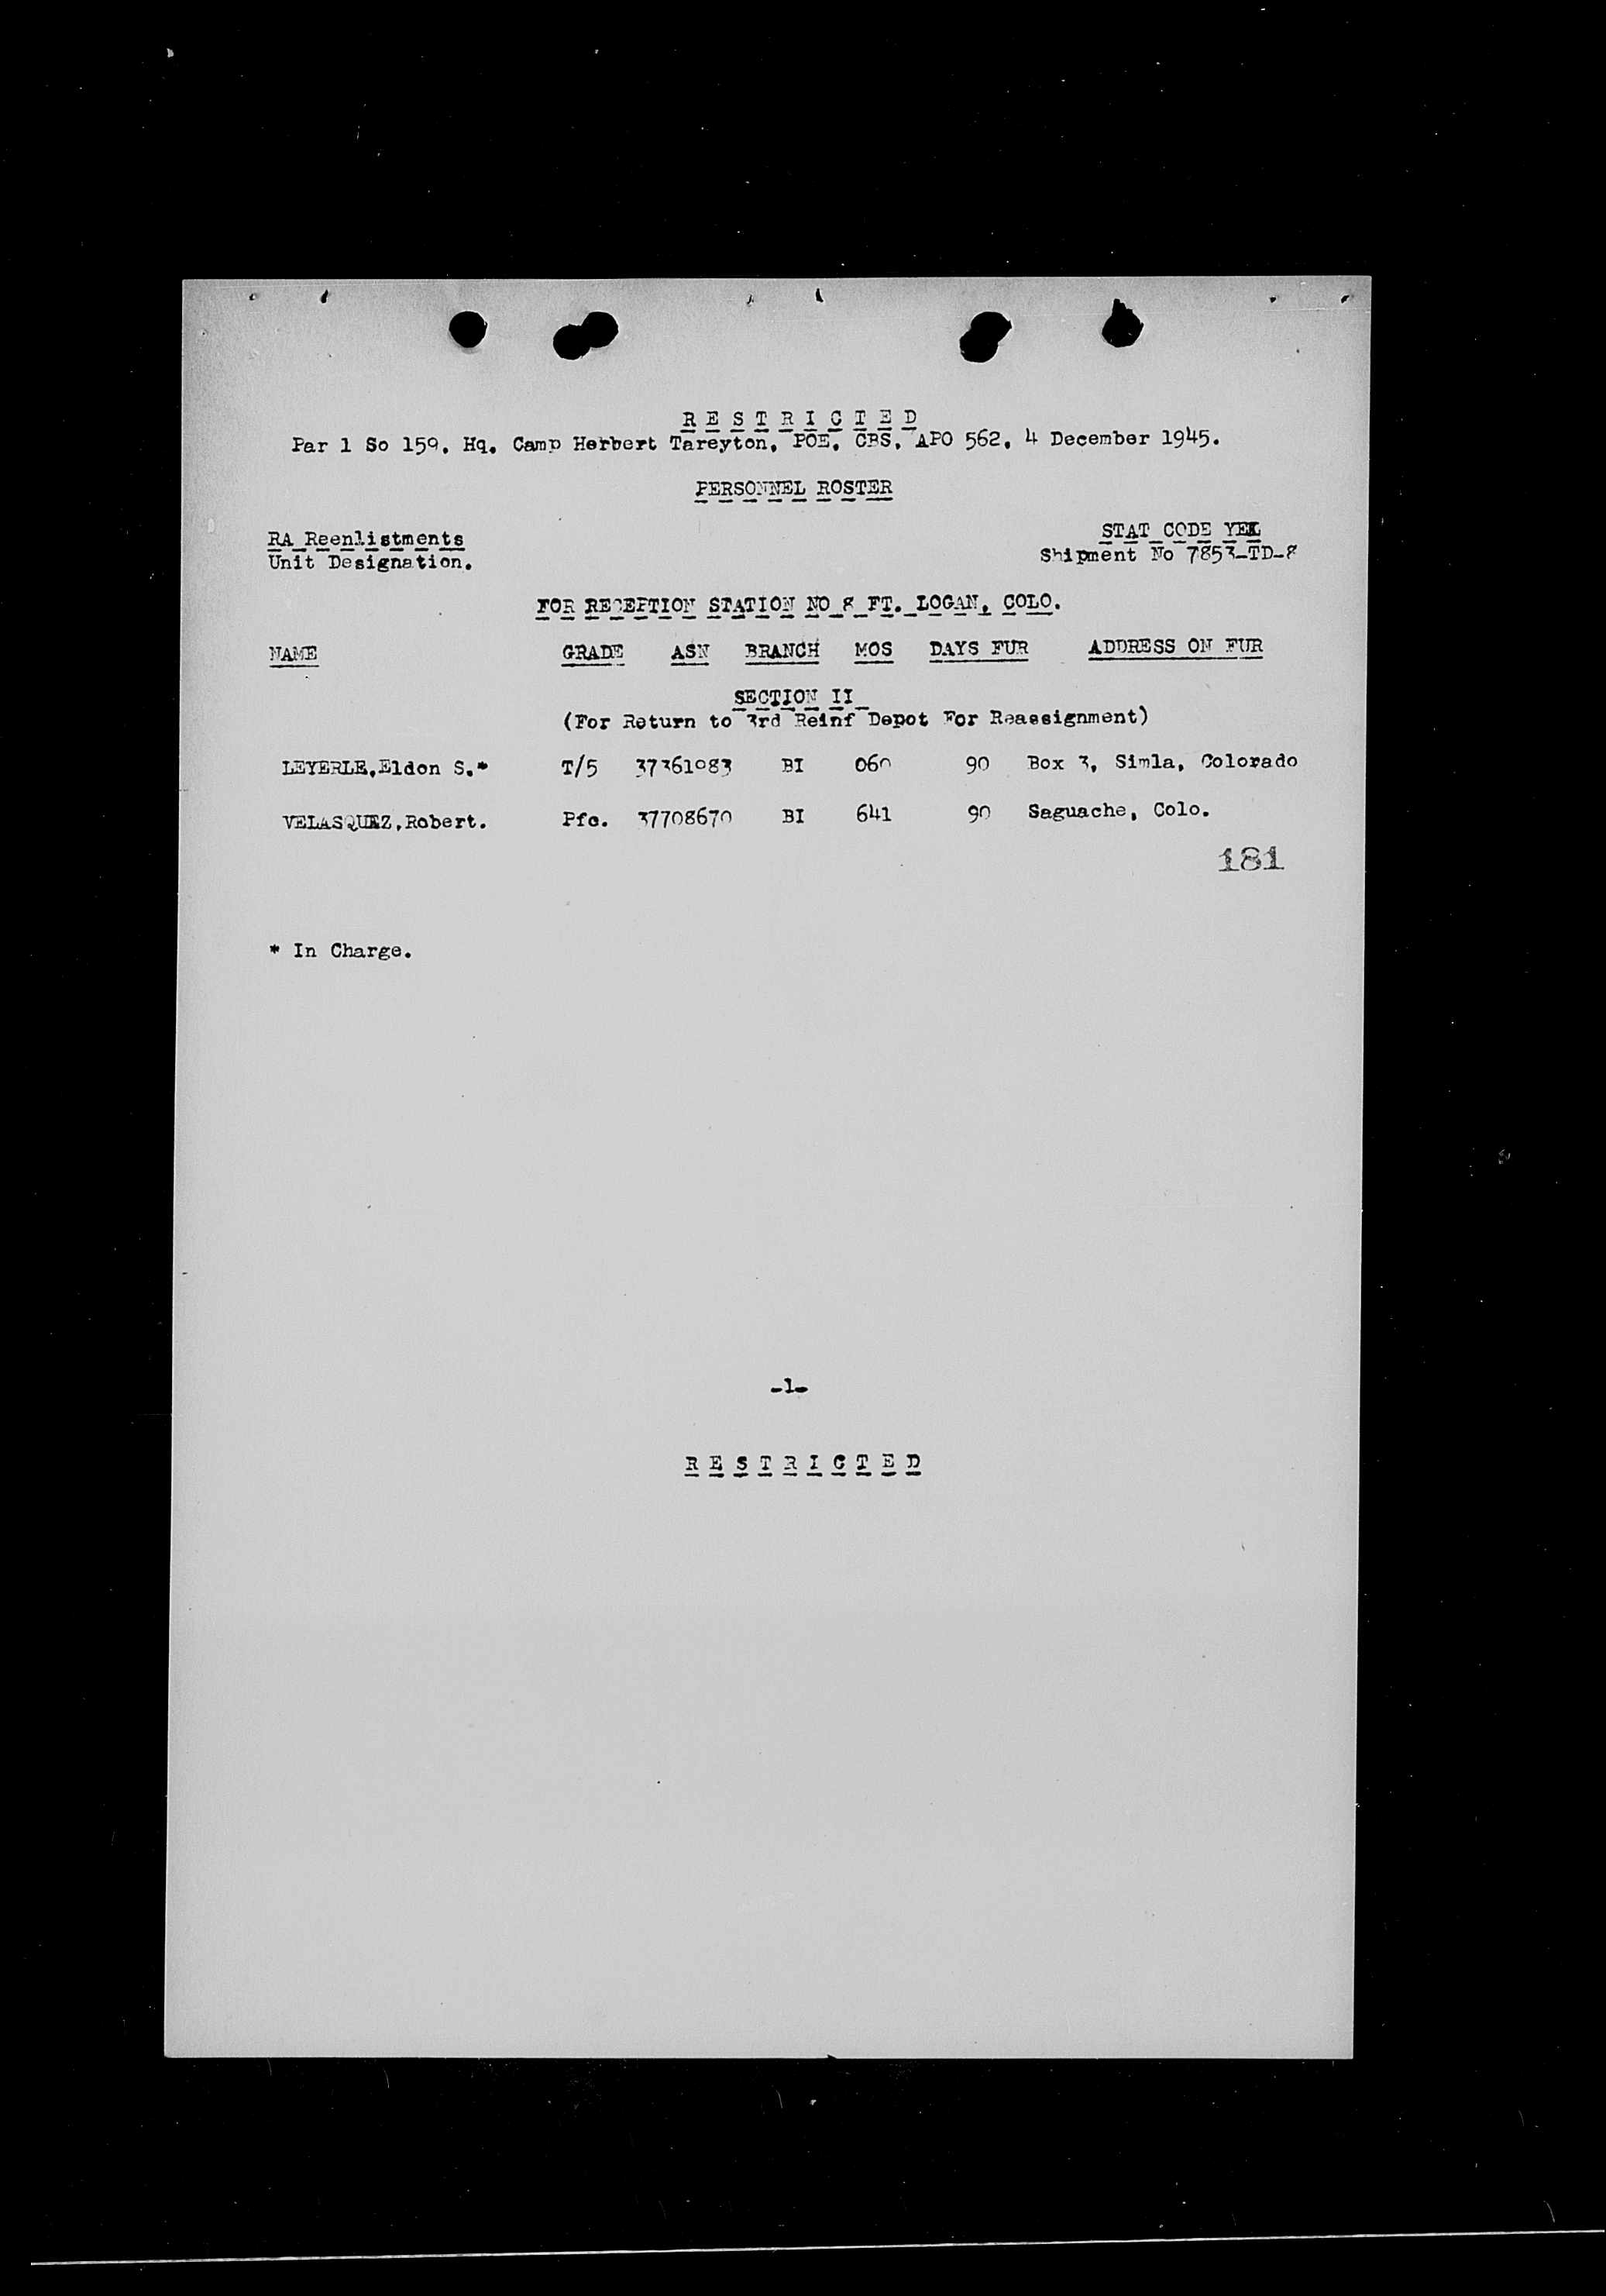 RESTRICTED
Par 1 So 159, Hq. Camp Herbert Tareyton, POE, CBS, APO 562, 4 December 1945.
PERSONNEL ROSTER
RA Reenlistments STAT CODE
Unit Designation. Shipment No 7853-TD-8
FOR RECEPTION STATION NO 8 FT. LOGAN, COLO.
NAME GRADE ASN BRANCH MOS DAYS FUR ADDRESS ON FUR
SECTION II
(For Return to 3rd Reinf Depot For Reassignment)
LEYERLE,Eldon S.* T/5 37361083 BI 060 90 Box 3, Simla, Colorado
VELASQUEZ,Robert. Pfc. 37708670 BI 641 90 Saguache, Colo.
181
* In Charge.
-1-
RESTRICTED